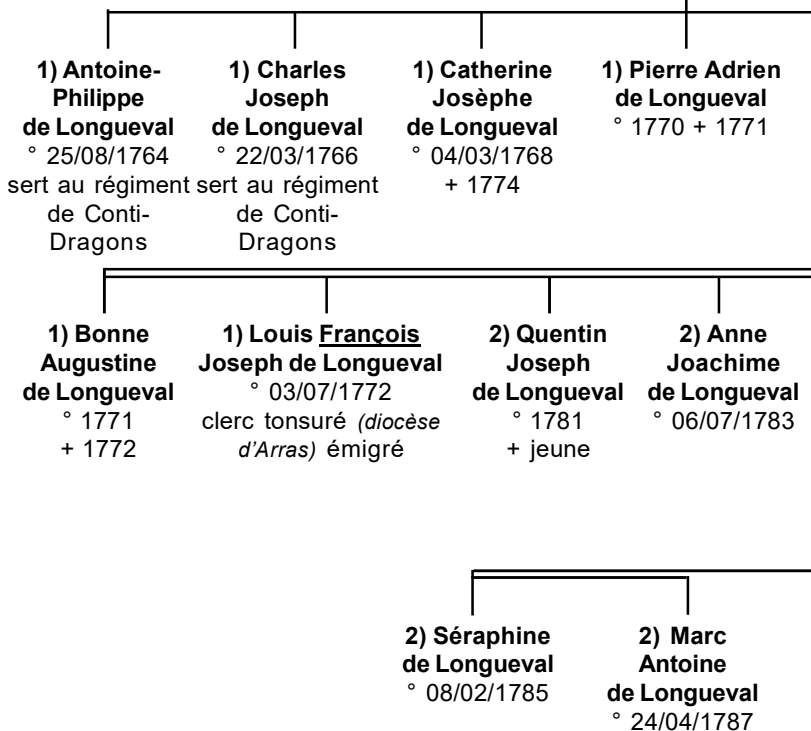 1) Antoine-
Philippe
de Longueval
° 25/08/1764
sert au régiment
de Conti-
Dragons
1) Charles
Joseph
de Longueval
° 22/03/1766
sert au régiment
de Conti-
Dragons
1) Catherine
Josèphe
de Longueval
° 04/03/1768
+ 1774
1) Pierre Adrien
de Longueval
° 1770 + 1771
1) Bonne
Augustine
de Longueval
° 1771
+ 1772
1) Louis François
Joseph de Longueval
° 03/07/1772
clerc tonsuré (diocèse
d'Arras) émigré
2) Quentin
Joseph
de Longueval
° 1781
+ jeune
2) Anne
Joachime
de Longueval
° 06/07/1783
2) Séraphine
de Longueval
° 08/02/1785
2) Marc
Antoine
de Longueval
° 24/04/1787